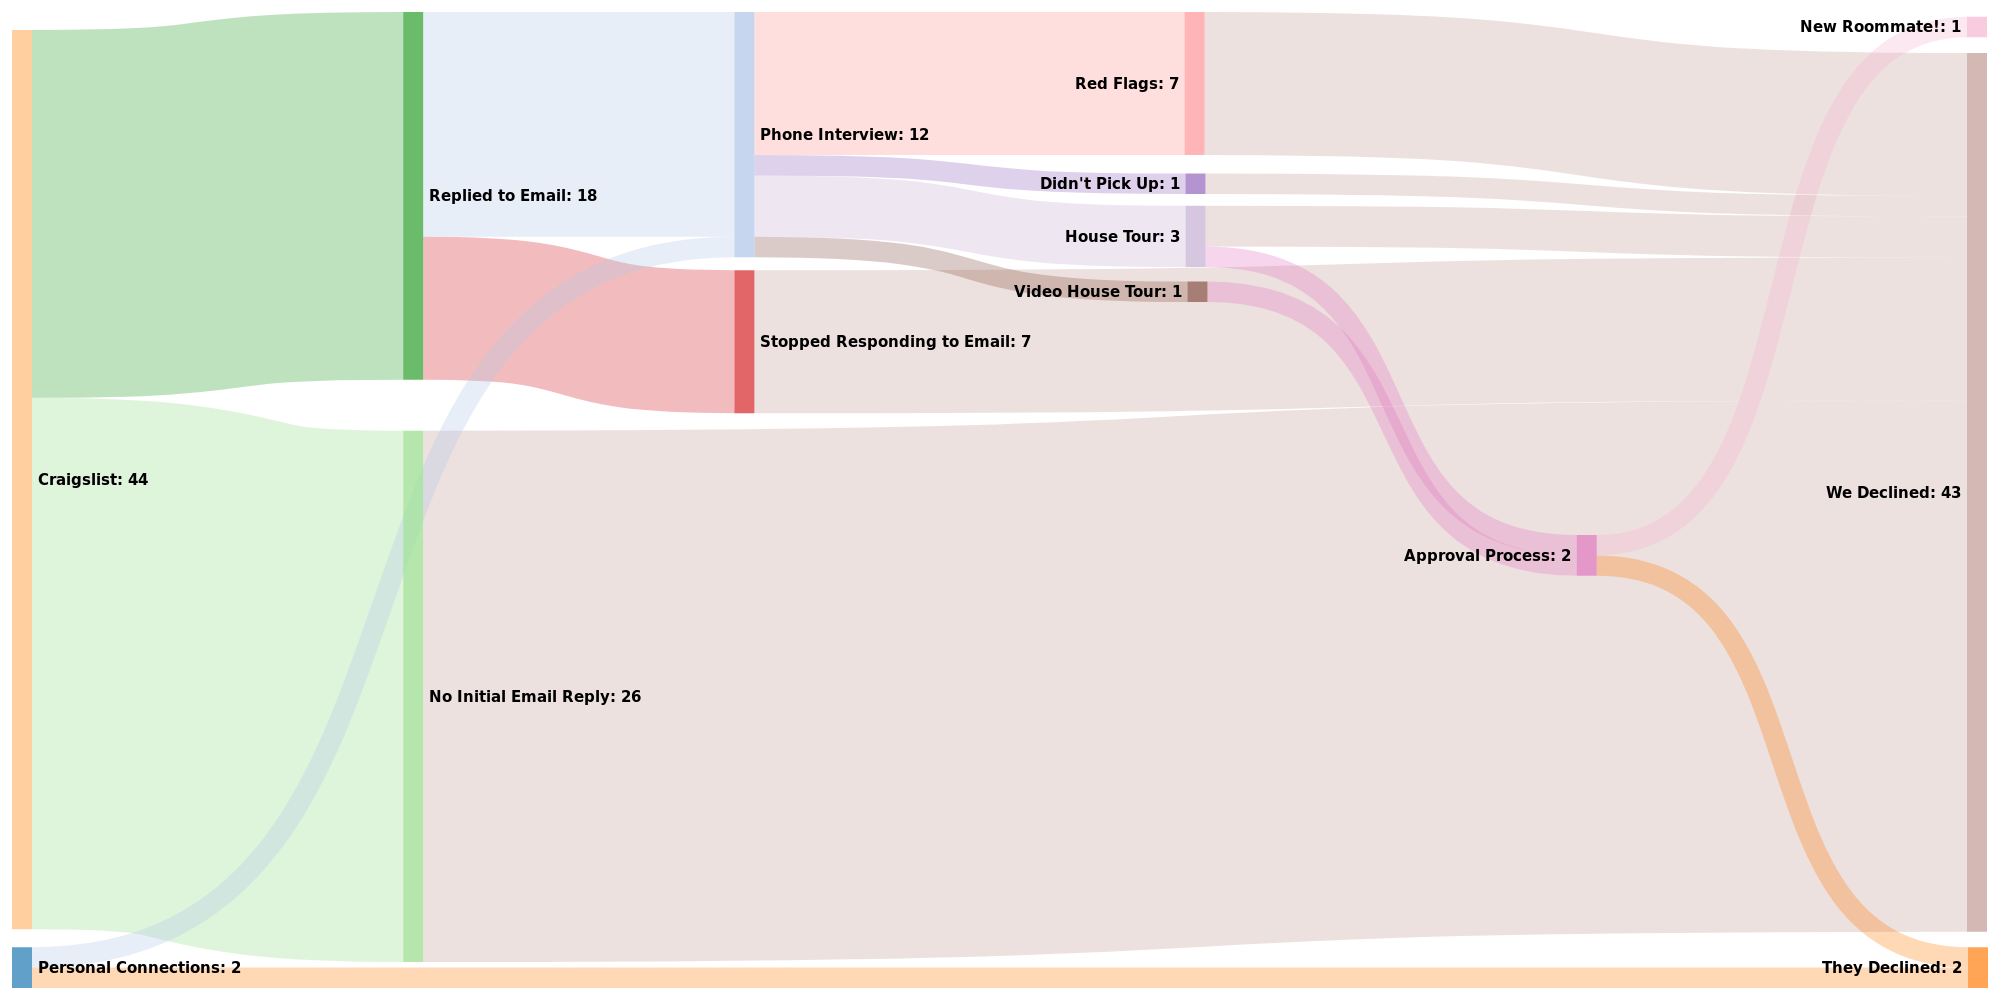 New Roommate!: 1
Red Flags: 7
Phone Interview: 12
Didn't Pick Up: 1
Replied to Email: 18
House Tour: 3
Video House Tour: 1
Stopped Responding to Email: 7
Craigslist: 44
We Declined: 43
Approval Process: 2
No Initial Email Reply: 26
Personal Connections: 2
They Declined: 2